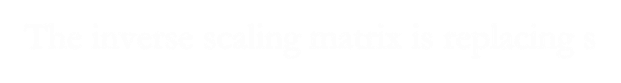 The inverse scaling matrix is replacing s